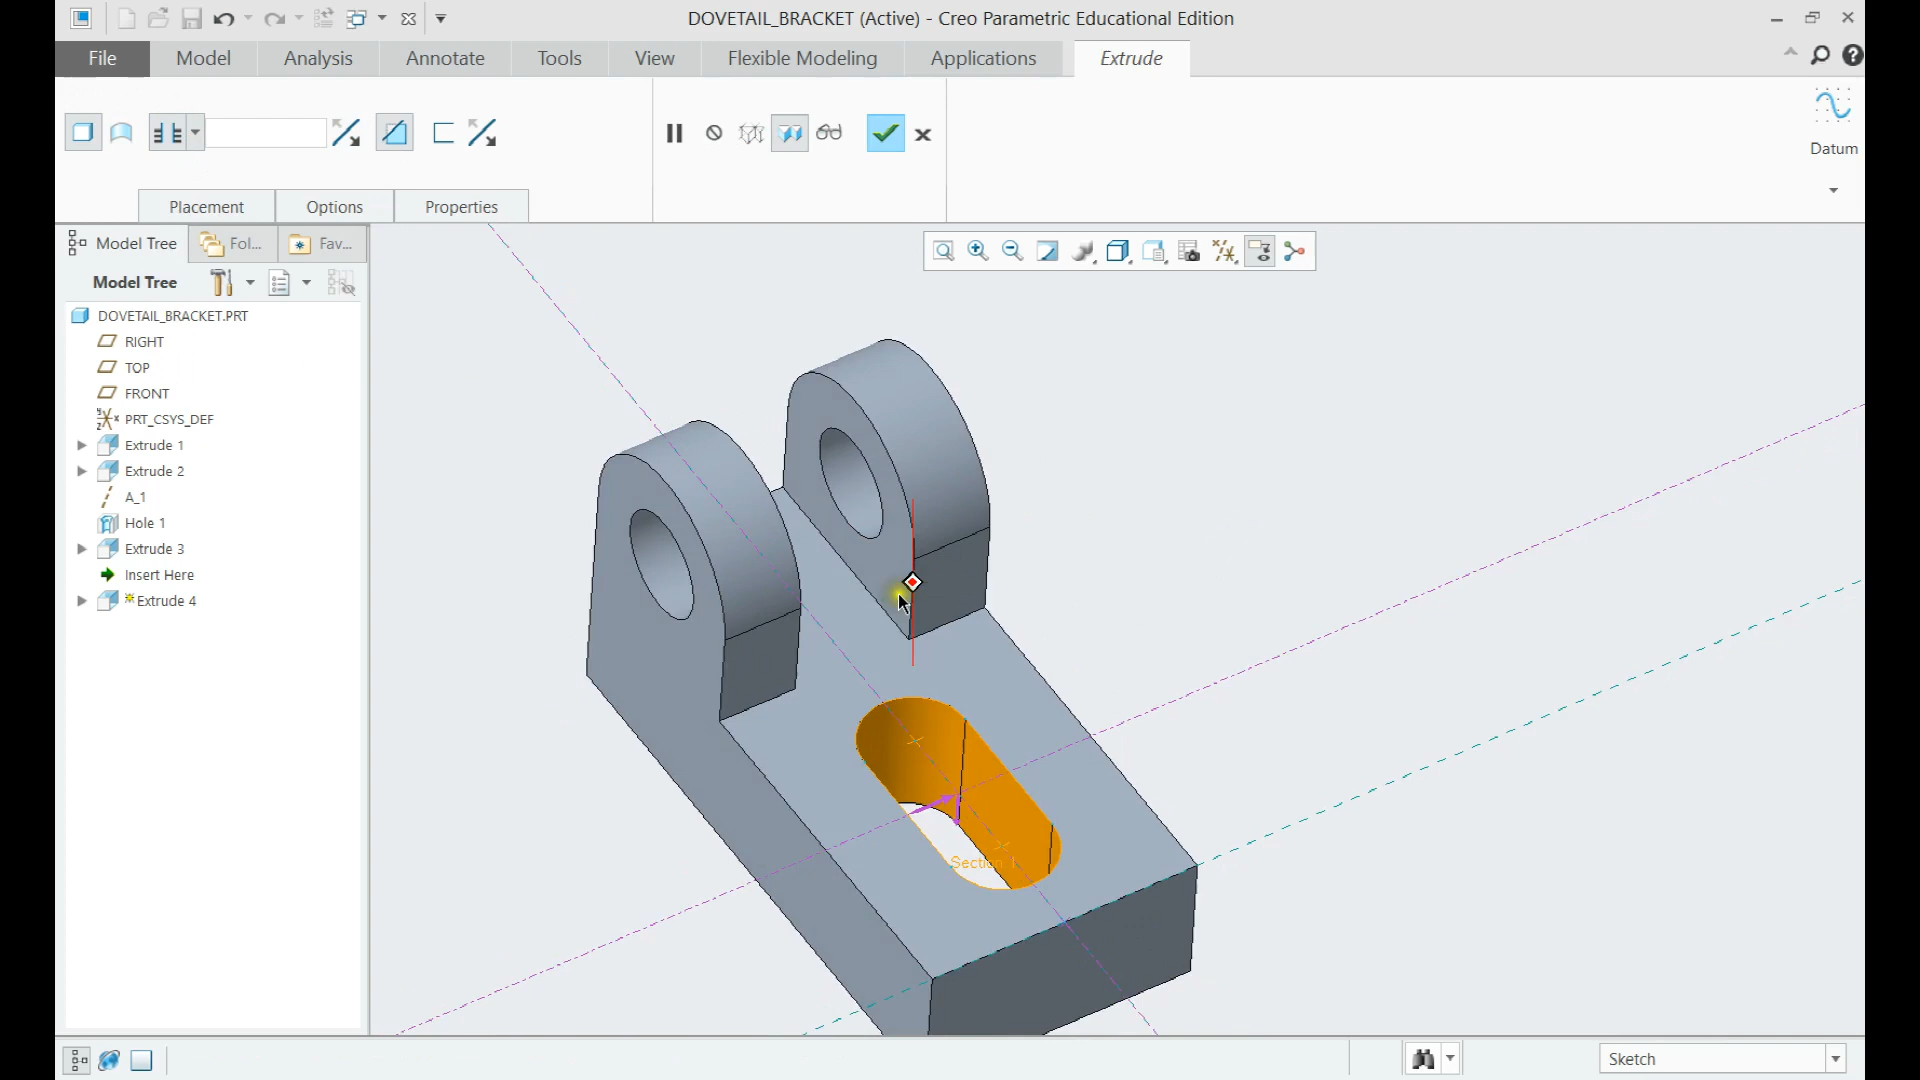 DOVETAIL_BRACKET (Active) - Creo Parametric Educational Edition
File
Model
Analysis
Annotate
Tools
View
Flexible Modeling
Applications
Extrude
Datum
Placement
Options
Properties
Model Tree
Fol...
Fav...
Model Tree
DOVETAIL_BRACKET.PRT
RIGHT
TOP
FRONT
PRT_CSYS_DEF
Extrude 1
Extrude 2
A_1
Hole 1
Extrude 3
Insert Here
Extrude 4
Section 1
Sketch